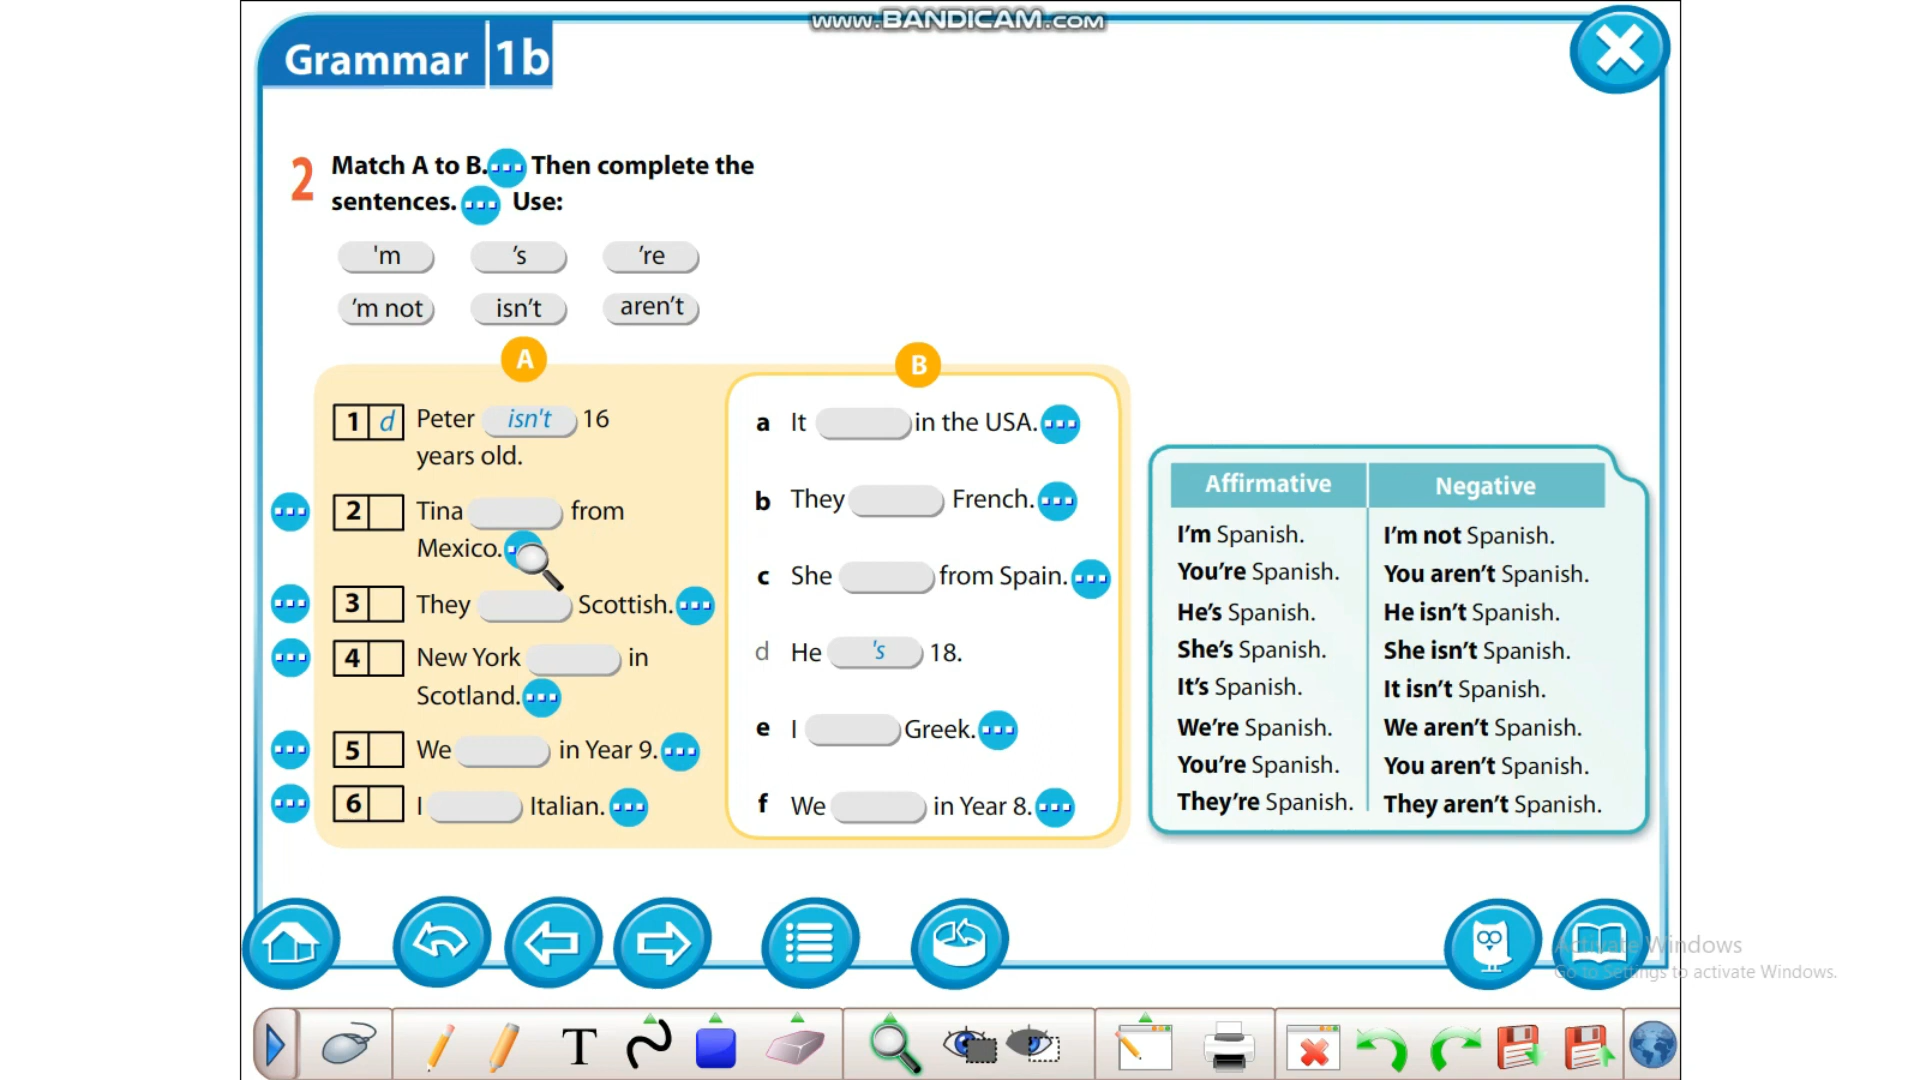 www.BANDICAM.com
Grammar 1b
2 Match A to B. Then complete the
sentences. Use:
'm 's 're
'm not isn't aren't
A
1 d Peter isn't 16
years old.
2 Tina from
Mexico.
3 They Scottish.
4 New York in
Scotland.
5 We in Year 9.
6 I Italian.
B
a It in the USA.
b They French.
c She from Spain.
d He 's 18.
e I Greek.
f We in Year 8.
Affirmative Negative
I'm Spanish. I'm not Spanish.
You're Spanish. You aren't Spanish.
He's Spanish. He isn't Spanish.
She's Spanish. She isn't Spanish.
It's Spanish. It isn't Spanish.
We're Spanish. We aren't Spanish.
You're Spanish. You aren't Spanish.
They're Spanish. They aren't Spanish.
Activate Windows
Go to Settings to activate Windows.
T